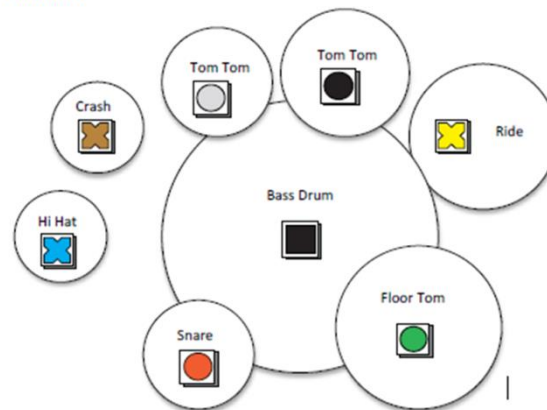 Tom Tom
Tom Tom
Crash
Ride
Bass Drum
Hi Hat
Floor Tom
Snare